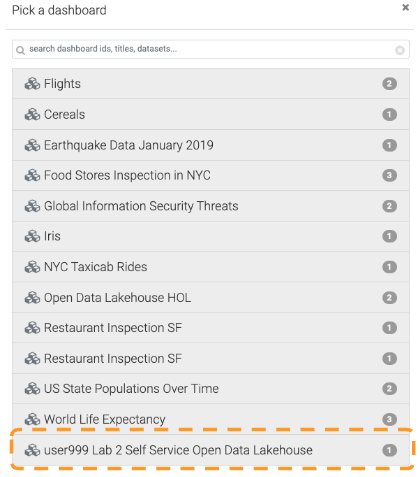 Pick a dashboard ×
search dashboard ids, titles, datasets...
Flights 2
Cereals 1
Earthquake Data January 2019 1
Food Stores Inspection in NYC 3
Global Information Security Threats 2
Iris 1
NYC Taxicab Rides 1
Open Data Lakehouse HOL 2
Restaurant Inspection SF 1
Restaurant Inspection SF 1
US State Populations Over Time 2
World Life Expectancy 3
user999 Lab 2 Self Service Open Data Lakehouse 1